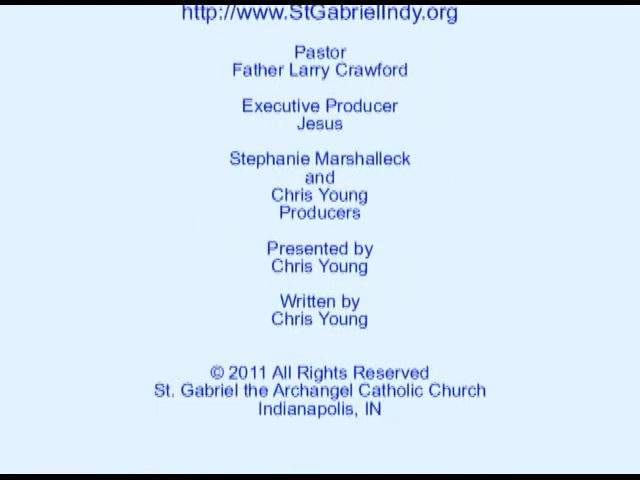 http://www.StGabrielIndy.org
Pastor
Father Larry Crawford
Executive Producer
Jesus
Stephanie Marshalleck
and
Chris Young
Producers
Presented by
Chris Young
Written by
Chris Young
© 2011 All Rights Reserved
St. Gabriel the Archangel Catholic Church
Indianapolis, IN